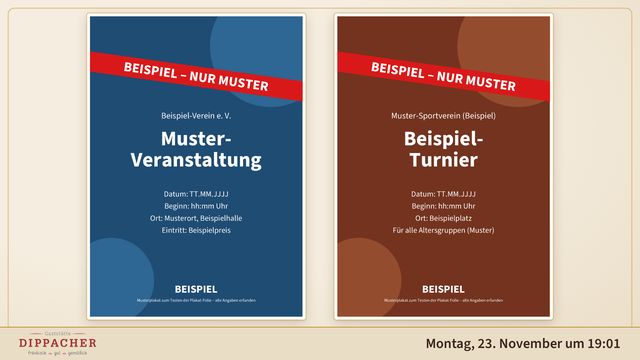 BEISPIEL – NUR MUSTER
Beispiel-Verein e. V.
Muster-
Veranstaltung
Datum: TT.MM.JJJJ
Beginn: hh:mm Uhr
Ort: Musterort, Beispielhalle
Eintritt: Beispielpreis
BEISPIEL
Musterplakat zum Testen der Plakat-Folie – alle Angaben erfunden
BEISPIEL – NUR MUSTER
Muster-Sportverein (Beispiel)
Beispiel-
Turnier
Datum: TT.MM.JJJJ
Beginn: hh:mm Uhr
Ort: Beispielplatz
Für alle Altersgruppen (Muster)
BEISPIEL
Musterplakat zum Testen der Plakat-Folie – alle Angaben erfunden
Gaststätte
DIPPACHER
gut
gemütlich
Montag, 23. November um 19:01